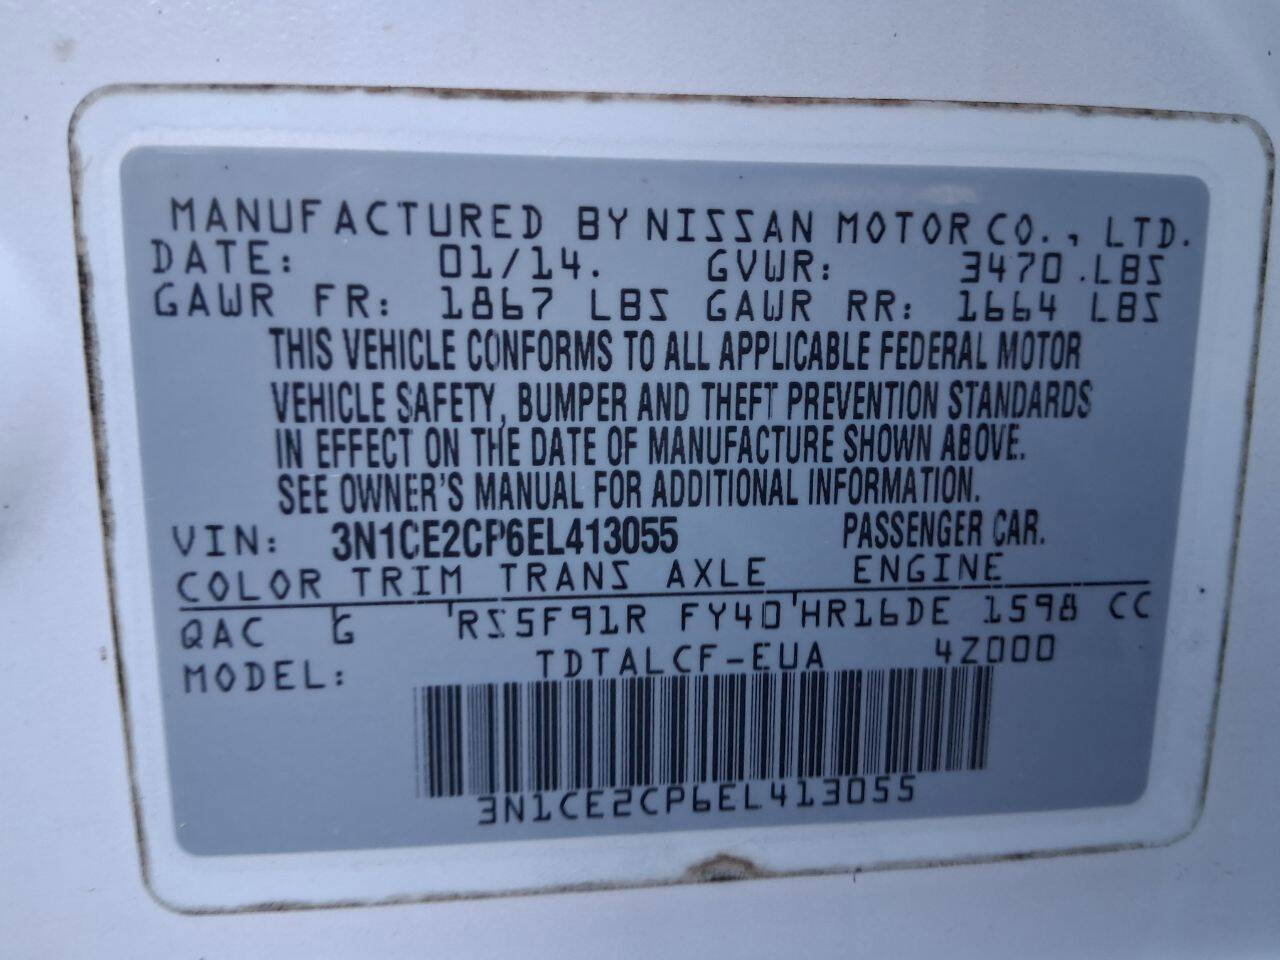 MANUFACTURED BY NISSAN MOTOR CO., LTD.
DATE: 01/14. GVWR: 3470 .LBS
GAWR FR: 1867 LBS GAWR RR: 1664 LBS
THIS VEHICLE CONFORMS TO ALL APPLICABLE FEDERAL MOTOR
VEHICLE SAFETY, BUMPER AND THEFT PREVENTION STANDARDS
IN EFFECT ON THE DATE OF MANUFACTURE SHOWN ABOVE.
SEE OWNER'S MANUAL FOR ADDITIONAL INFORMATION.
VIN: 3N1CE2CP6EL413055 PASSENGER CAR.
COLOR TRIM TRANS AXLE ENGINE
QAC G RS5F91R FY40 HR16DE 1598 CC
MODEL: TDTALCF-EUA 4Z000
3N1CE2CP6EL413055